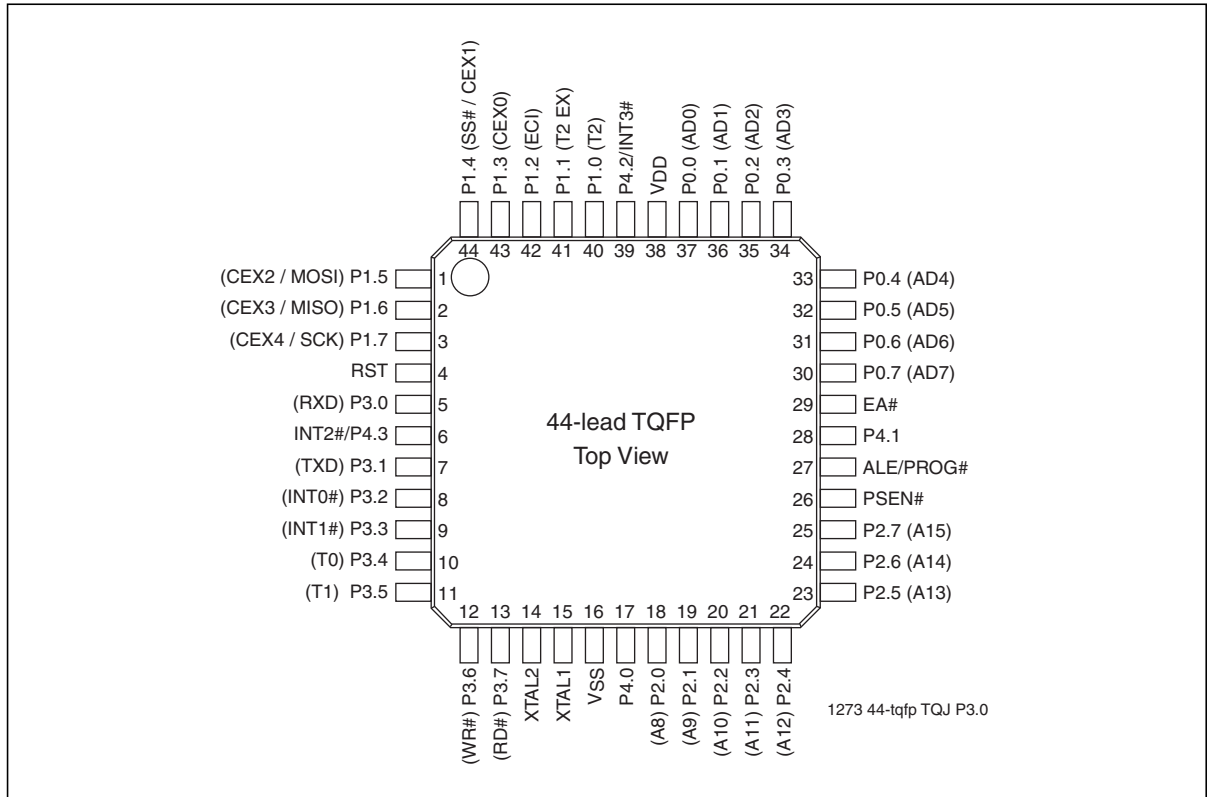 P1.4 (SS# / CEX1)
P1.3 (CEX0)
P1.2 (ECI)
P1.1 (T2 EX)
P1.0 (T2)
P4.2/INT3#
VDD
P0.0 (AD0)
P0.1 (AD1)
P0.2 (AD2)
P0.3 (AD3)
44 43 42 41 40 39 38 37 36 35 34
(CEX2 / MOSI) P1.5 1
(CEX3 / MISO) P1.6 2
(CEX4 / SCK) P1.7 3
RST 4
(RXD) P3.0 5
INT2#/P4.3 6
(TXD) P3.1 7
(INT0#) P3.2 8
(INT1#) P3.3 9
(T0) P3.4 10
(T1) P3.5 11
44-lead TQFP
Top View
33 P0.4 (AD4)
32 P0.5 (AD5)
31 P0.6 (AD6)
30 P0.7 (AD7)
29 EA#
28 P4.1
27 ALE/PROG#
26 PSEN#
25 P2.7 (A15)
24 P2.6 (A14)
23 P2.5 (A13)
12 13 14 15 16 17 18 19 20 21 22
(WR#) P3.6
(RD#) P3.7
XTAL2
XTAL1
VSS
P4.0
(A8) P2.0
(A9) P2.1
(A10) P2.2
(A11) P2.3
(A12) P2.4
1273 44-tqfp TQJ P3.0